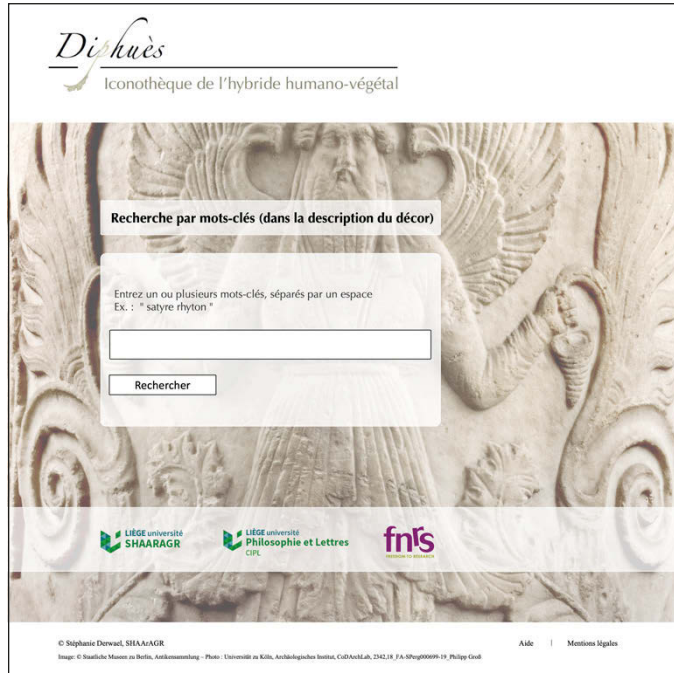 Diphuès
Iconothèque de l'hybride humano-végétal
Recherche par mots-clés (dans la description du décor)
Entrez un ou plusieurs mots-clés, séparés par un espace
Ex. : " satyre rhyton "
Rechercher
LIÈGE université
SHAARAGR
LIÈGE université
Philosophie et Lettres
CIPL
fnrs
FREEDOM TO RESEARCH
© Stéphanie Derwael, SHAArAGR
Aide | Mentions légales
Image: © Staatliche Museen zu Berlin, Antikensammlung – Photo : Universität zu Köln, Archäologisches Institut, CoDArchLab, 2342,18_FA-SPerg000699-19_Philipp Groß